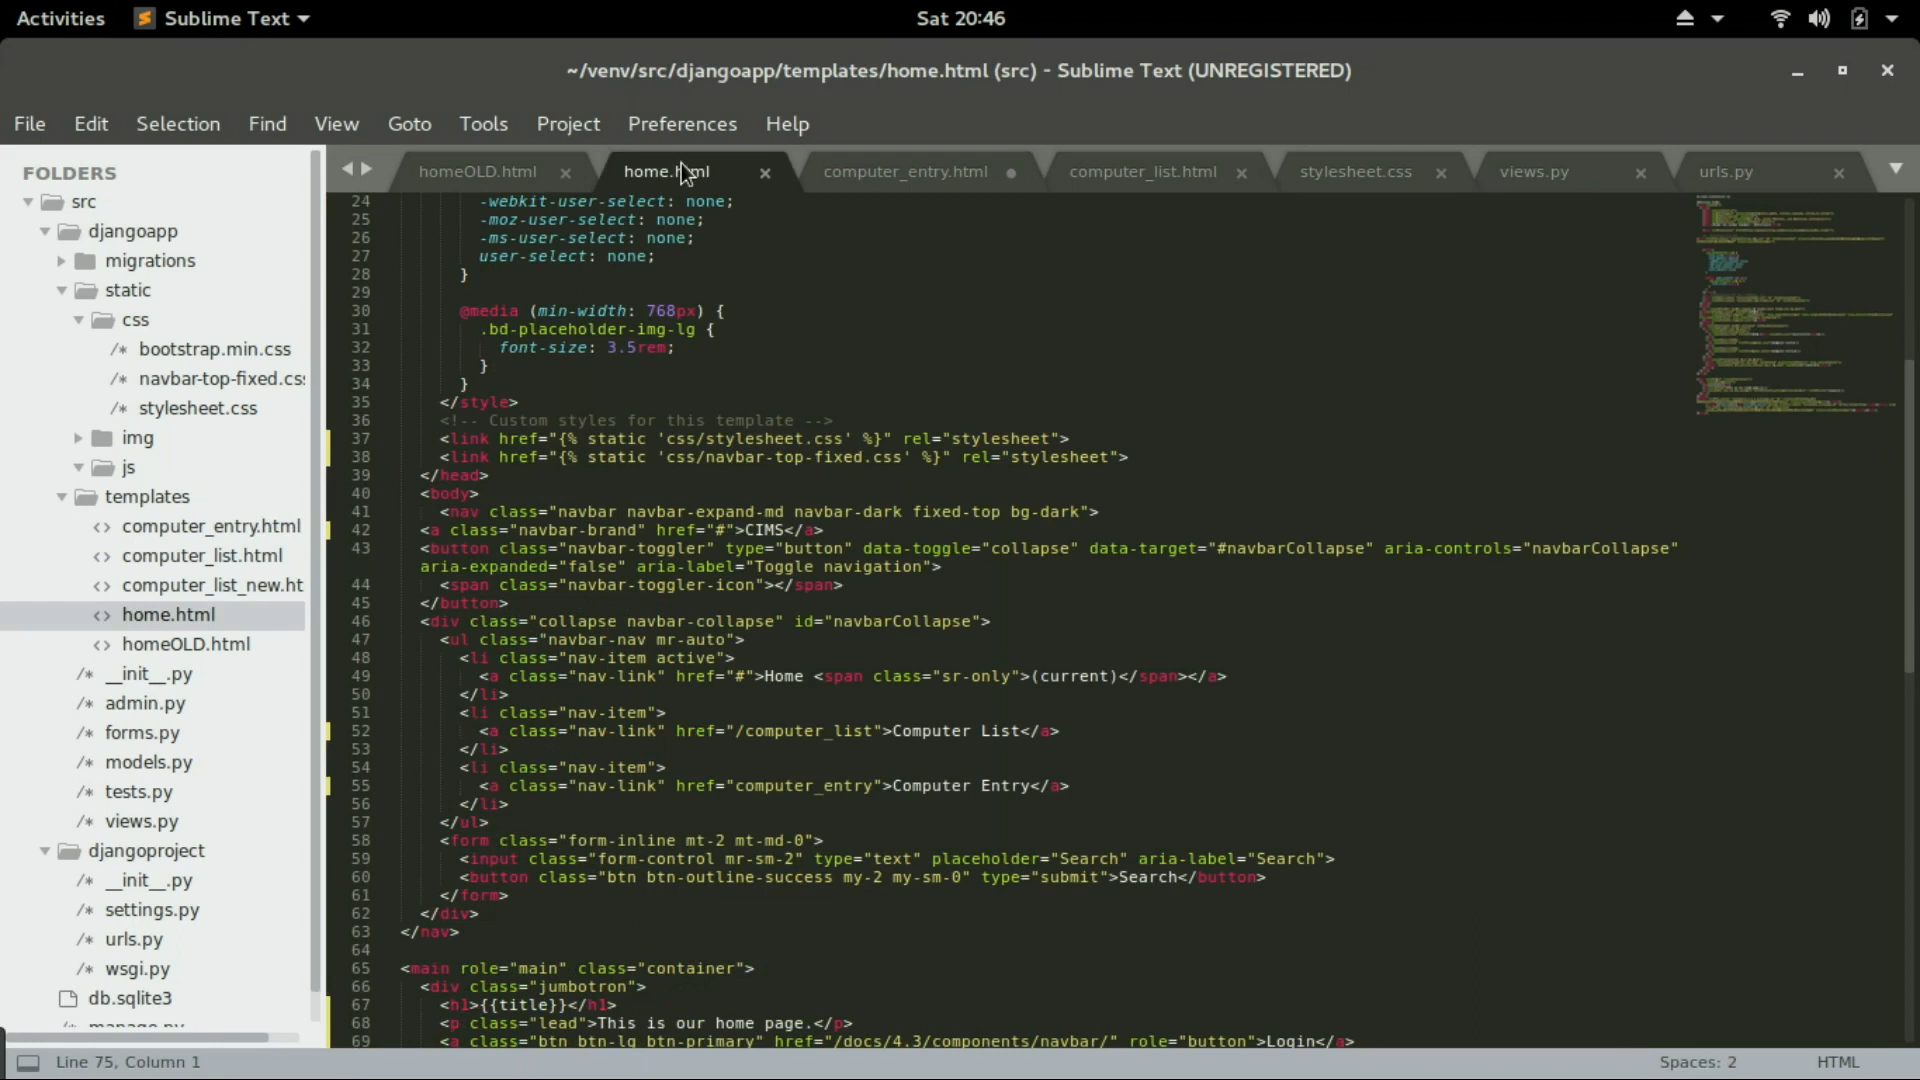 Activities Sublime Text Sat 20:46
~/venv/src/djangoapp/templates/home.html (src) - Sublime Text (UNREGISTERED)
File Edit Selection Find View Goto Tools Project Preferences Help
FOLDERS
src
djangoapp
migrations
static
css
/* bootstrap.min.css
/* navbar-top-fixed.cs
/* stylesheet.css
img
js
templates
<> computer_entry.html
<> computer_list.html
<> computer_list_new.ht
<> home.html
<> homeOLD.html
/* __init__.py
/* admin.py
/* forms.py
/* models.py
/* tests.py
/* views.py
djangoproject
/* __init__.py
/* settings.py
/* urls.py
/* wsgi.py
db.sqlite3
homeOLD.html home.html computer_entry.html computer_list.html stylesheet.css views.py urls.py
24 -webkit-user-select: none;
25 -moz-user-select: none;
26 -ms-user-select: none;
27 user-select: none;
28 }
29
30 @media (min-width: 768px) {
31 .bd-placeholder-img-lg {
32 font-size: 3.5rem;
33 }
34 }
35 </style>
36 <!-- Custom styles for this template -->
37 <link href="{% static 'css/stylesheet.css' %}" rel="stylesheet">
38 <link href="{% static 'css/navbar-top-fixed.css' %}" rel="stylesheet">
39 </head>
40 <body>
41 <nav class="navbar navbar-expand-md navbar-dark fixed-top bg-dark">
42 <a class="navbar-brand" href="#">CIMS</a>
43 <button class="navbar-toggler" type="button" data-toggle="collapse" data-target="#navbarCollapse" aria-controls="navbarCollapse"
aria-expanded="false" aria-label="Toggle navigation">
44 <span class="navbar-toggler-icon"></span>
45 </button>
46 <div class="collapse navbar-collapse" id="navbarCollapse">
47 <ul class="navbar-nav mr-auto">
48 <li class="nav-item active">
49 <a class="nav-link" href="#">Home <span class="sr-only">(current)</span></a>
50 </li>
51 <li class="nav-item">
52 <a class="nav-link" href="/computer_list">Computer List</a>
53 </li>
54 <li class="nav-item">
55 <a class="nav-link" href="computer_entry">Computer Entry</a>
56 </li>
57 </ul>
58 <form class="form-inline mt-2 mt-md-0">
59 <input class="form-control mr-sm-2" type="text" placeholder="Search" aria-label="Search">
60 <button class="btn btn-outline-success my-2 my-sm-0" type="submit">Search</button>
61 </form>
62 </div>
63 </nav>
64
65 <main role="main" class="container">
66 <div class="jumbotron">
67 <h1>{{title}}</h1>
68 <p class="lead">This is our home page.</p>
69 <a class="btn btn-lg btn-primary" href="/docs/4.3/components/navbar/" role="button">Login</a>
Line 75, Column 1 Spaces: 2 HTML